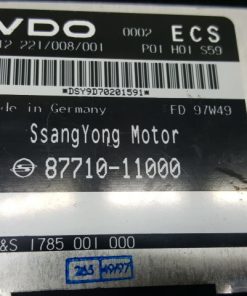 VDO 0002 ECS
12 221/008/001 P01 H01 S59
*DSY9D70201591*
de in Germany FD 97W49
SsangYong Motor
87710-11000
&S 1785 001 000